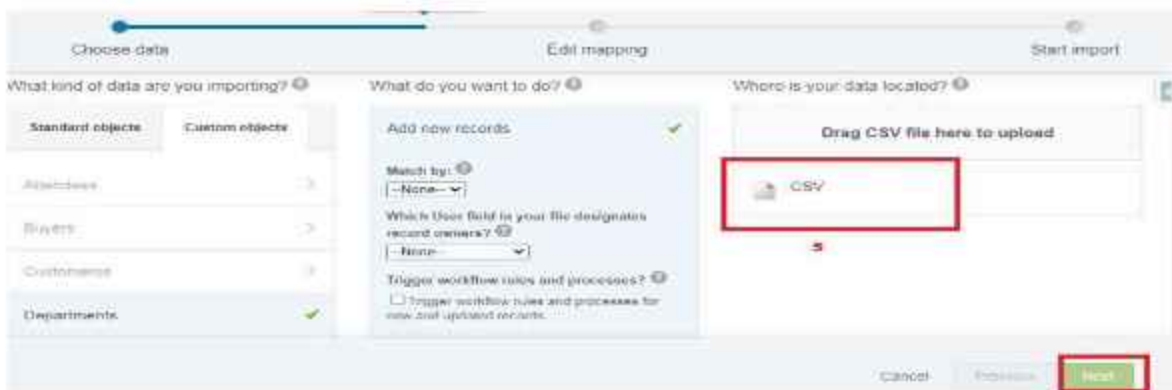 Choose data
Edit mapping
Start import
What kind of data are you importing?
Standard objects
Custom objects
Attendees
Buyers
Customers
Departments
What do you want to do?
Add new records
Match by:
--None--
Which User field in your file designates
record owners?
--None--
Trigger workflow rules and processes?
Trigger workflow rules and processes for
new and updated records.
Where is your data located?
Drag CSV file here to upload
CSV
5
Cancel
Previous
Next